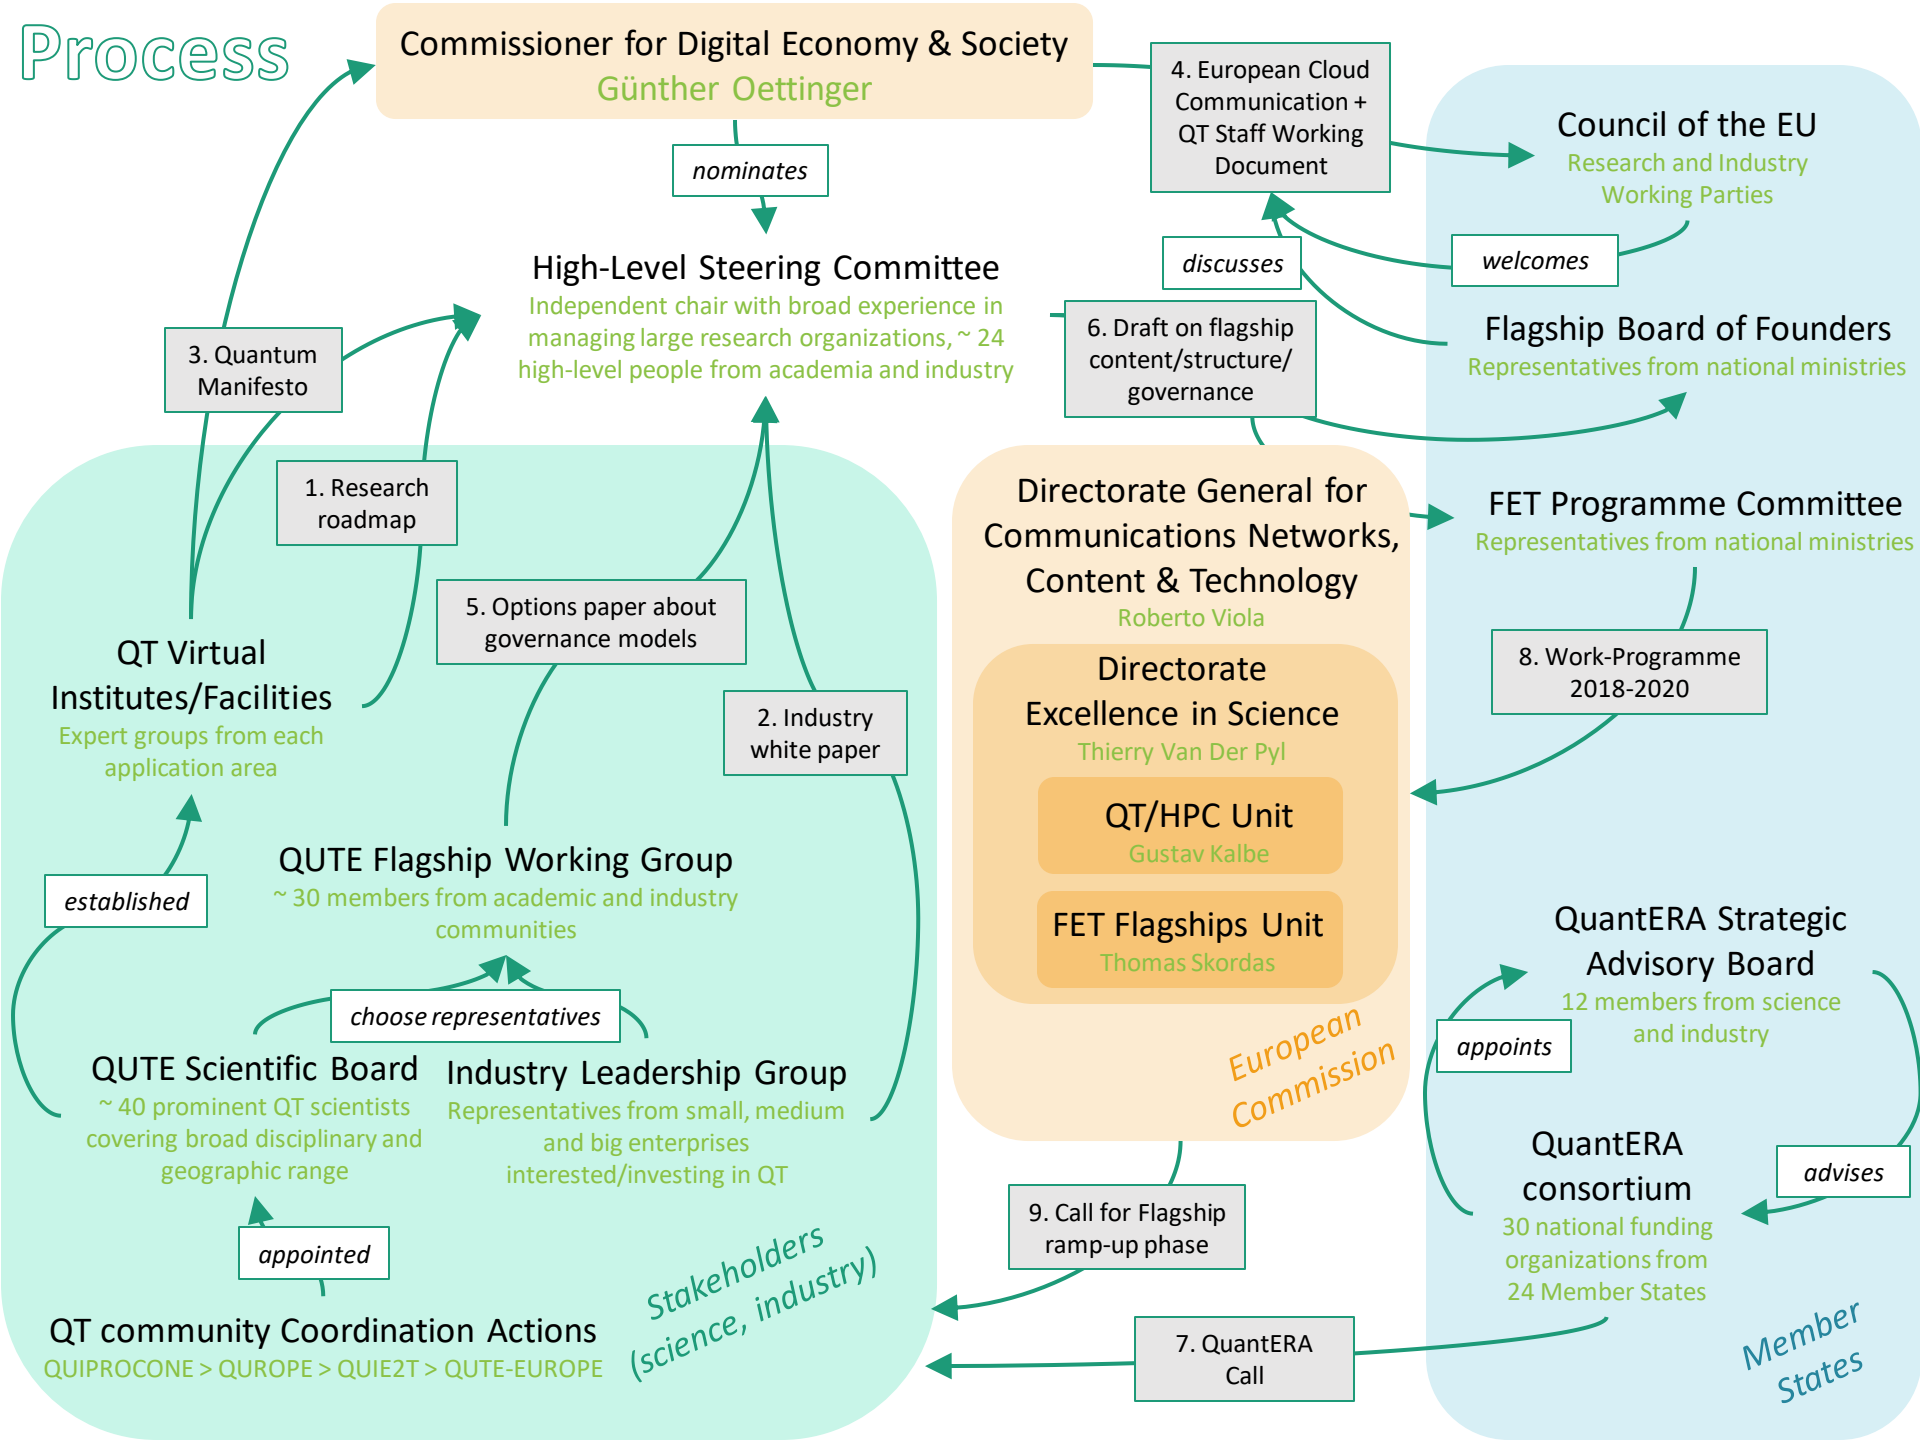 Process
Commissioner for Digital Economy & Society
Günther Oettinger
nominates
4. European Cloud
Communication +
QT Staff Working
Document
Council of the EU
Research and Industry
Working Parties
discusses
welcomes
High-Level Steering Committee
Independent chair with broad experience in
managing large research organizations, ~ 24
high-level people from academia and industry
6. Draft on flagship
content/structure/
governance
Flagship Board of Founders
Representatives from national ministries
3. Quantum
Manifesto
1. Research
roadmap
5. Options paper about
governance models
2. Industry
white paper
QT Virtual
Institutes/Facilities
Expert groups from each
application area
established
QUTE Flagship Working Group
~ 30 members from academic and industry
communities
choose representatives
QUTE Scientific Board
~ 40 prominent QT scientists
covering broad disciplinary and
geographic range
Industry Leadership Group
Representatives from small, medium
and big enterprises
interested/investing in QT
appointed
QT community Coordination Actions
QUIPROCONE > QUROPE > QUIE2T > QUTE-EUROPE
Stakeholders
(science, industry)
Directorate General for
Communications Networks,
Content & Technology
Roberto Viola
Directorate
Excellence in Science
Thierry Van Der Pyl
QT/HPC Unit
Gustav Kalbe
FET Flagships Unit
Thomas Skordas
European
Commission
FET Programme Committee
Representatives from national ministries
8. Work-Programme
2018-2020
QuantERA Strategic
Advisory Board
12 members from science
and industry
appoints
advises
QuantERA
consortium
30 national funding
organizations from
24 Member States
9. Call for Flagship
ramp-up phase
7. QuantERA
Call
Member
States